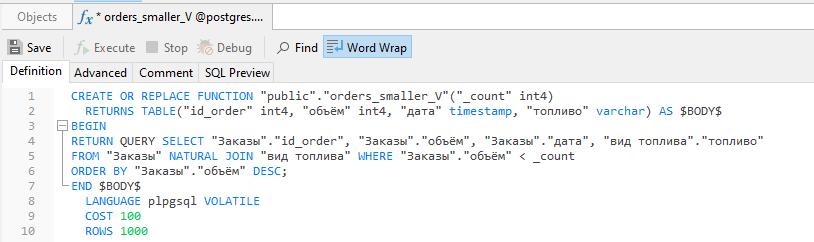 Objects
fx * orders_smaller_V @postgres....
Save Execute Stop Debug Find Word Wrap
Definition Advanced Comment SQL Preview
1 CREATE OR REPLACE FUNCTION "public"."orders_smaller_V"("_count" int4)
2 RETURNS TABLE("id_order" int4, "объём" int4, "дата" timestamp, "топливо" varchar) AS $BODY$
3 BEGIN
4 RETURN QUERY SELECT "Заказы"."id_order", "Заказы"."объём", "Заказы"."дата", "вид топлива"."топливо"
5 FROM "Заказы" NATURAL JOIN "вид топлива" WHERE "Заказы"."объём" < _count
6 ORDER BY "Заказы"."объём" DESC;
7 END $BODY$
8 LANGUAGE plpgsql VOLATILE
9 COST 100
10 ROWS 1000